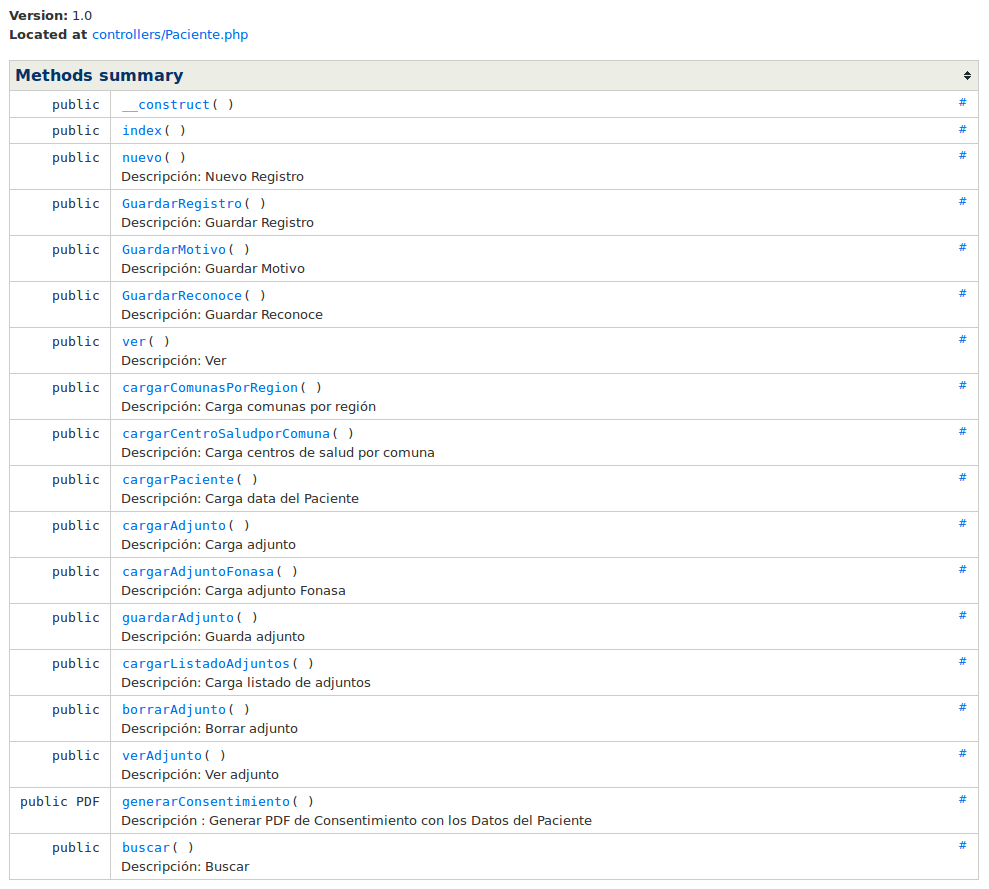 Version: 1.0
Located at controllers/Paciente.php
Methods summary
public __construct( ) #
public index( ) #
public nuevo( ) #
Descripción: Nuevo Registro
public GuardarRegistro( ) #
Descripción: Guardar Registro
public GuardarMotivo( ) #
Descripción: Guardar Motivo
public GuardarReconoce( ) #
Descripción: Guardar Reconoce
public ver( ) #
Descripción: Ver
public cargarComunasPorRegion( ) #
Descripción: Carga comunas por región
public cargarCentroSaludporComuna( ) #
Descripción: Carga centros de salud por comuna
public cargarPaciente( ) #
Descripción: Carga data del Paciente
public cargarAdjunto( ) #
Descripción: Carga adjunto
public cargarAdjuntoFonasa( ) #
Descripción: Carga adjunto Fonasa
public guardarAdjunto( ) #
Descripción: Guarda adjunto
public cargarListadoAdjuntos( ) #
Descripción: Carga listado de adjuntos
public borrarAdjunto( ) #
Descripción: Borrar adjunto
public verAdjunto( ) #
Descripción: Ver adjunto
public PDF generarConsentimiento( ) #
Descripción : Generar PDF de Consentimiento con los Datos del Paciente
public buscar( ) #
Descripción: Buscar